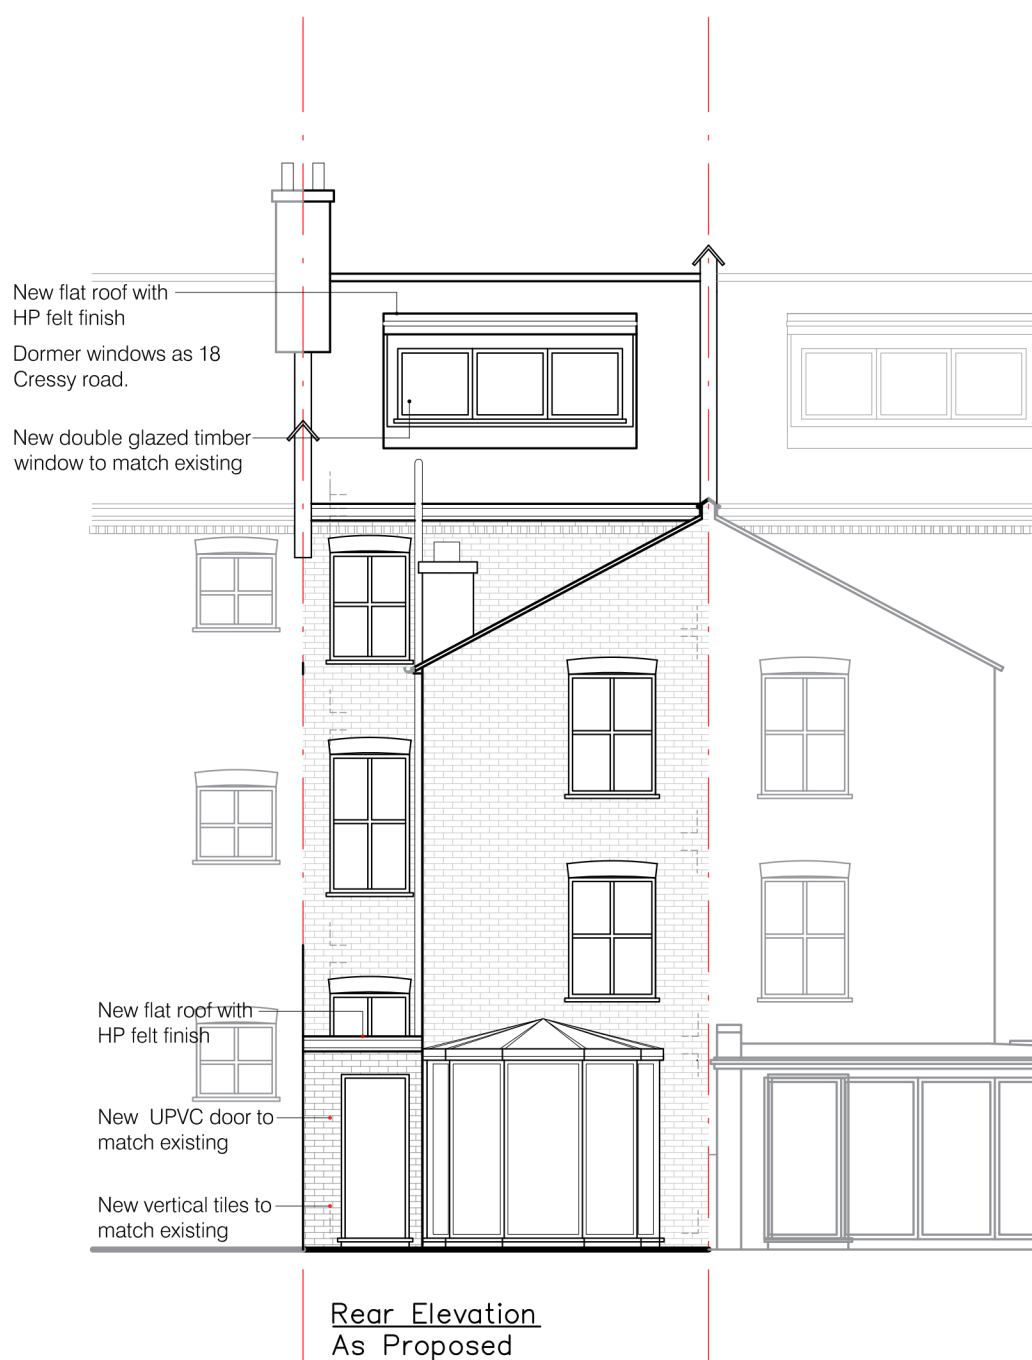 New flat roof with
HP felt finish
Dormer windows as 18
Cressy road.
New double glazed timber
window to match existing
New flat roof with
HP felt finish
New UPVC door to
match existing
New vertical tiles to
match existing
Rear Elevation
As Proposed